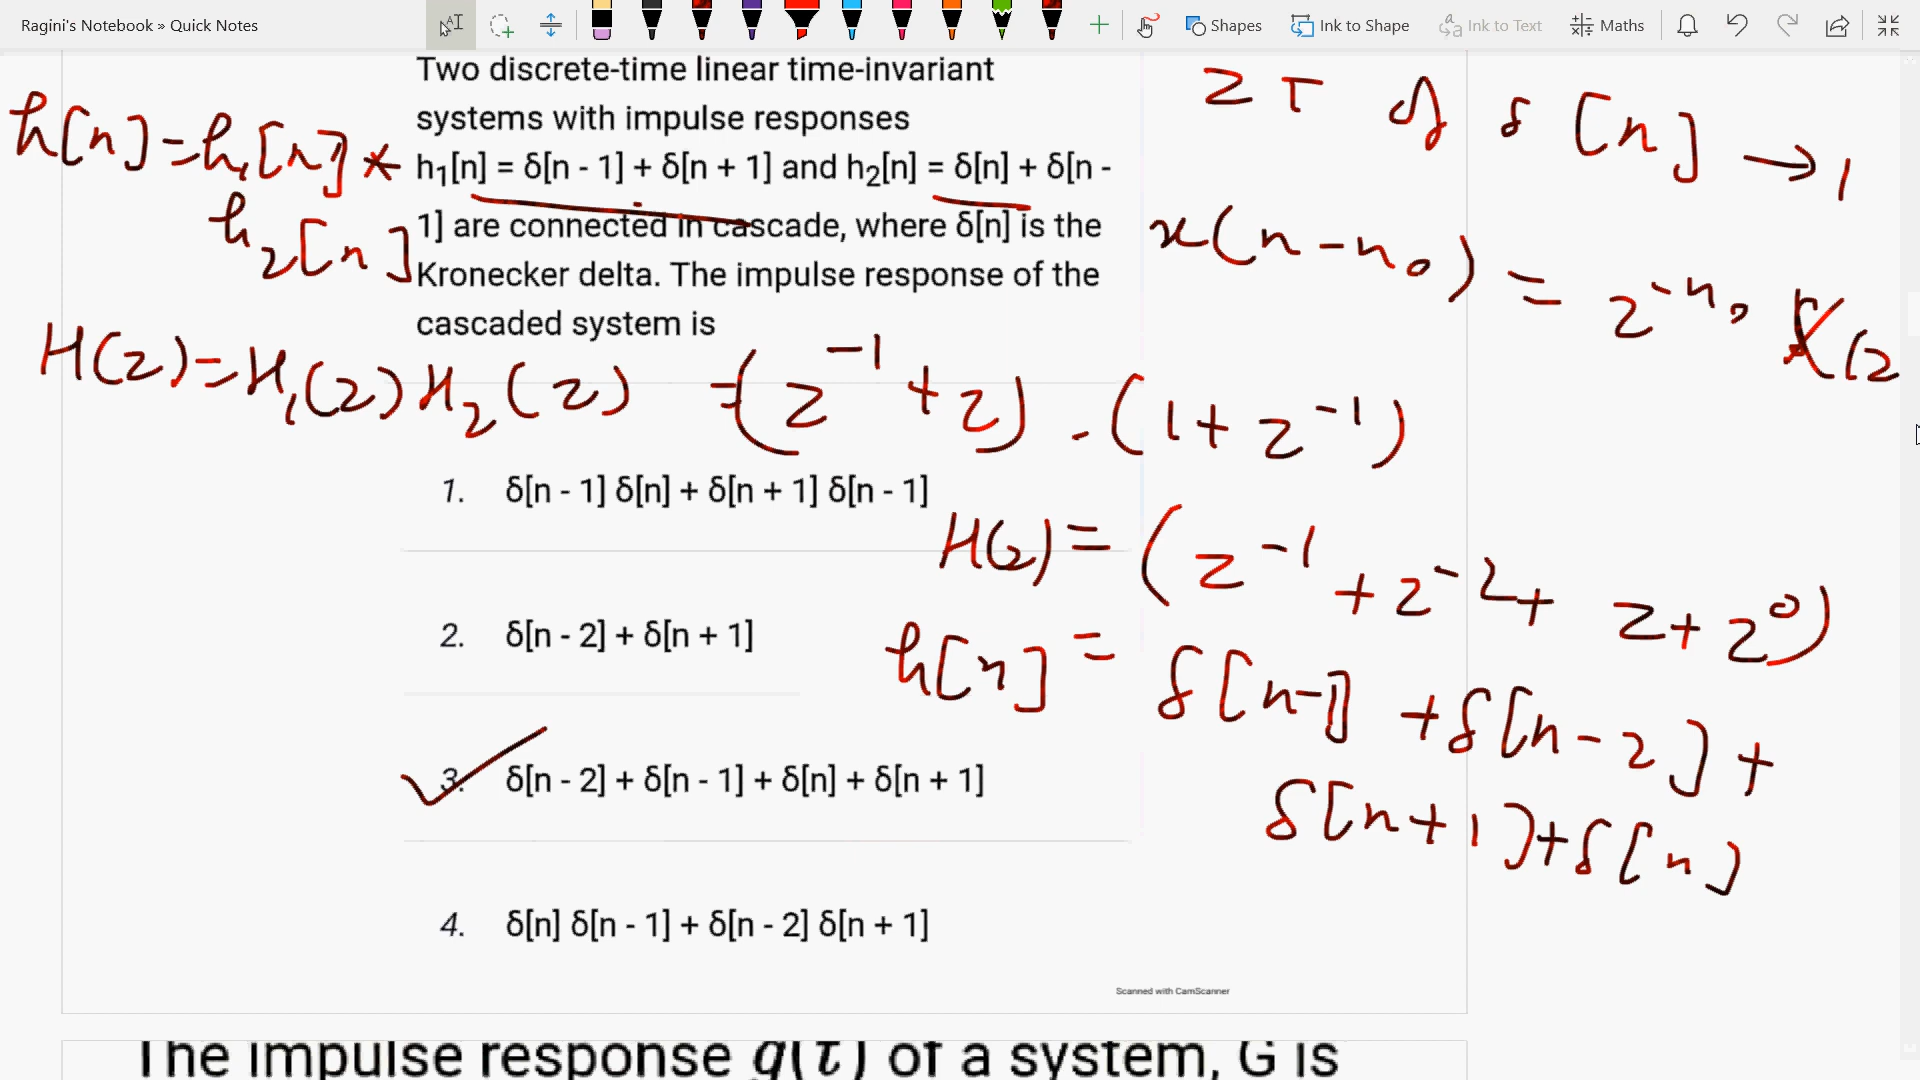 Ragini's Notebook » Quick Notes
Shapes
Ink to Shape
Ink to Text
Maths
Two discrete-time linear time-invariant
systems with impulse responses
h₁[n] = δ[n - 1] + δ[n + 1] and h₂[n] = δ[n] + δ[n -
1] are connected in cascade, where δ[n] is the
Kronecker delta. The impulse response of the
cascaded system is
h[n] = h₁[n] *
h₂[n]
ZT of δ[n] → 1
x(n-n₀) = z⁻ⁿ⁰ X(z
H(z) = H₁(z) H₂(z) = (z⁻¹ + z) . (1 + z⁻¹)
1. δ[n - 1] δ[n] + δ[n + 1] δ[n - 1]
H(z) = (z⁻¹ + z⁻² + z + z⁰)
2. δ[n - 2] + δ[n + 1]
h[n] = δ[n-1] + δ[n-2] +
δ[n+1] + δ[n]
3. δ[n - 2] + δ[n - 1] + δ[n] + δ[n + 1]
4. δ[n] δ[n - 1] + δ[n - 2] δ[n + 1]
Scanned with CamScanner
The impulse response g(t) of a system, G is